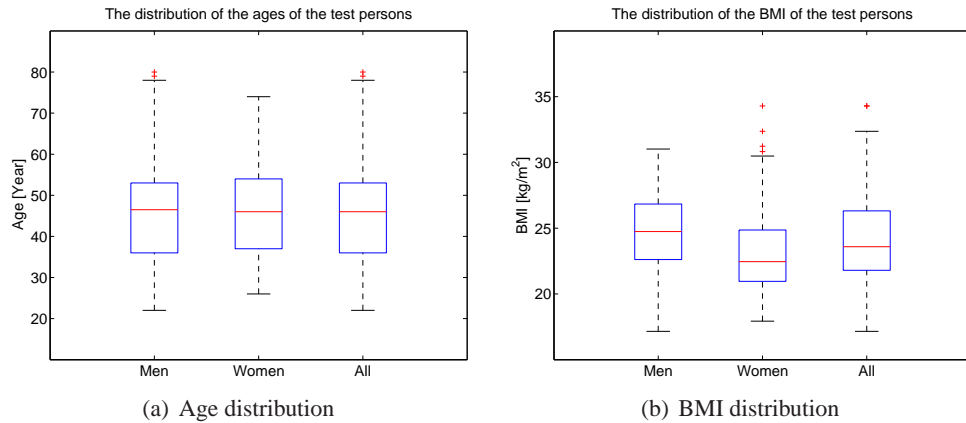 The distribution of the ages of the test persons
80
70
60
50
40
30
20
Age [Year]
Men Women All
(a) Age distribution
The distribution of the BMI of the test persons
35
30
25
20
BMI [kg/m²]
Men Women All
(b) BMI distribution